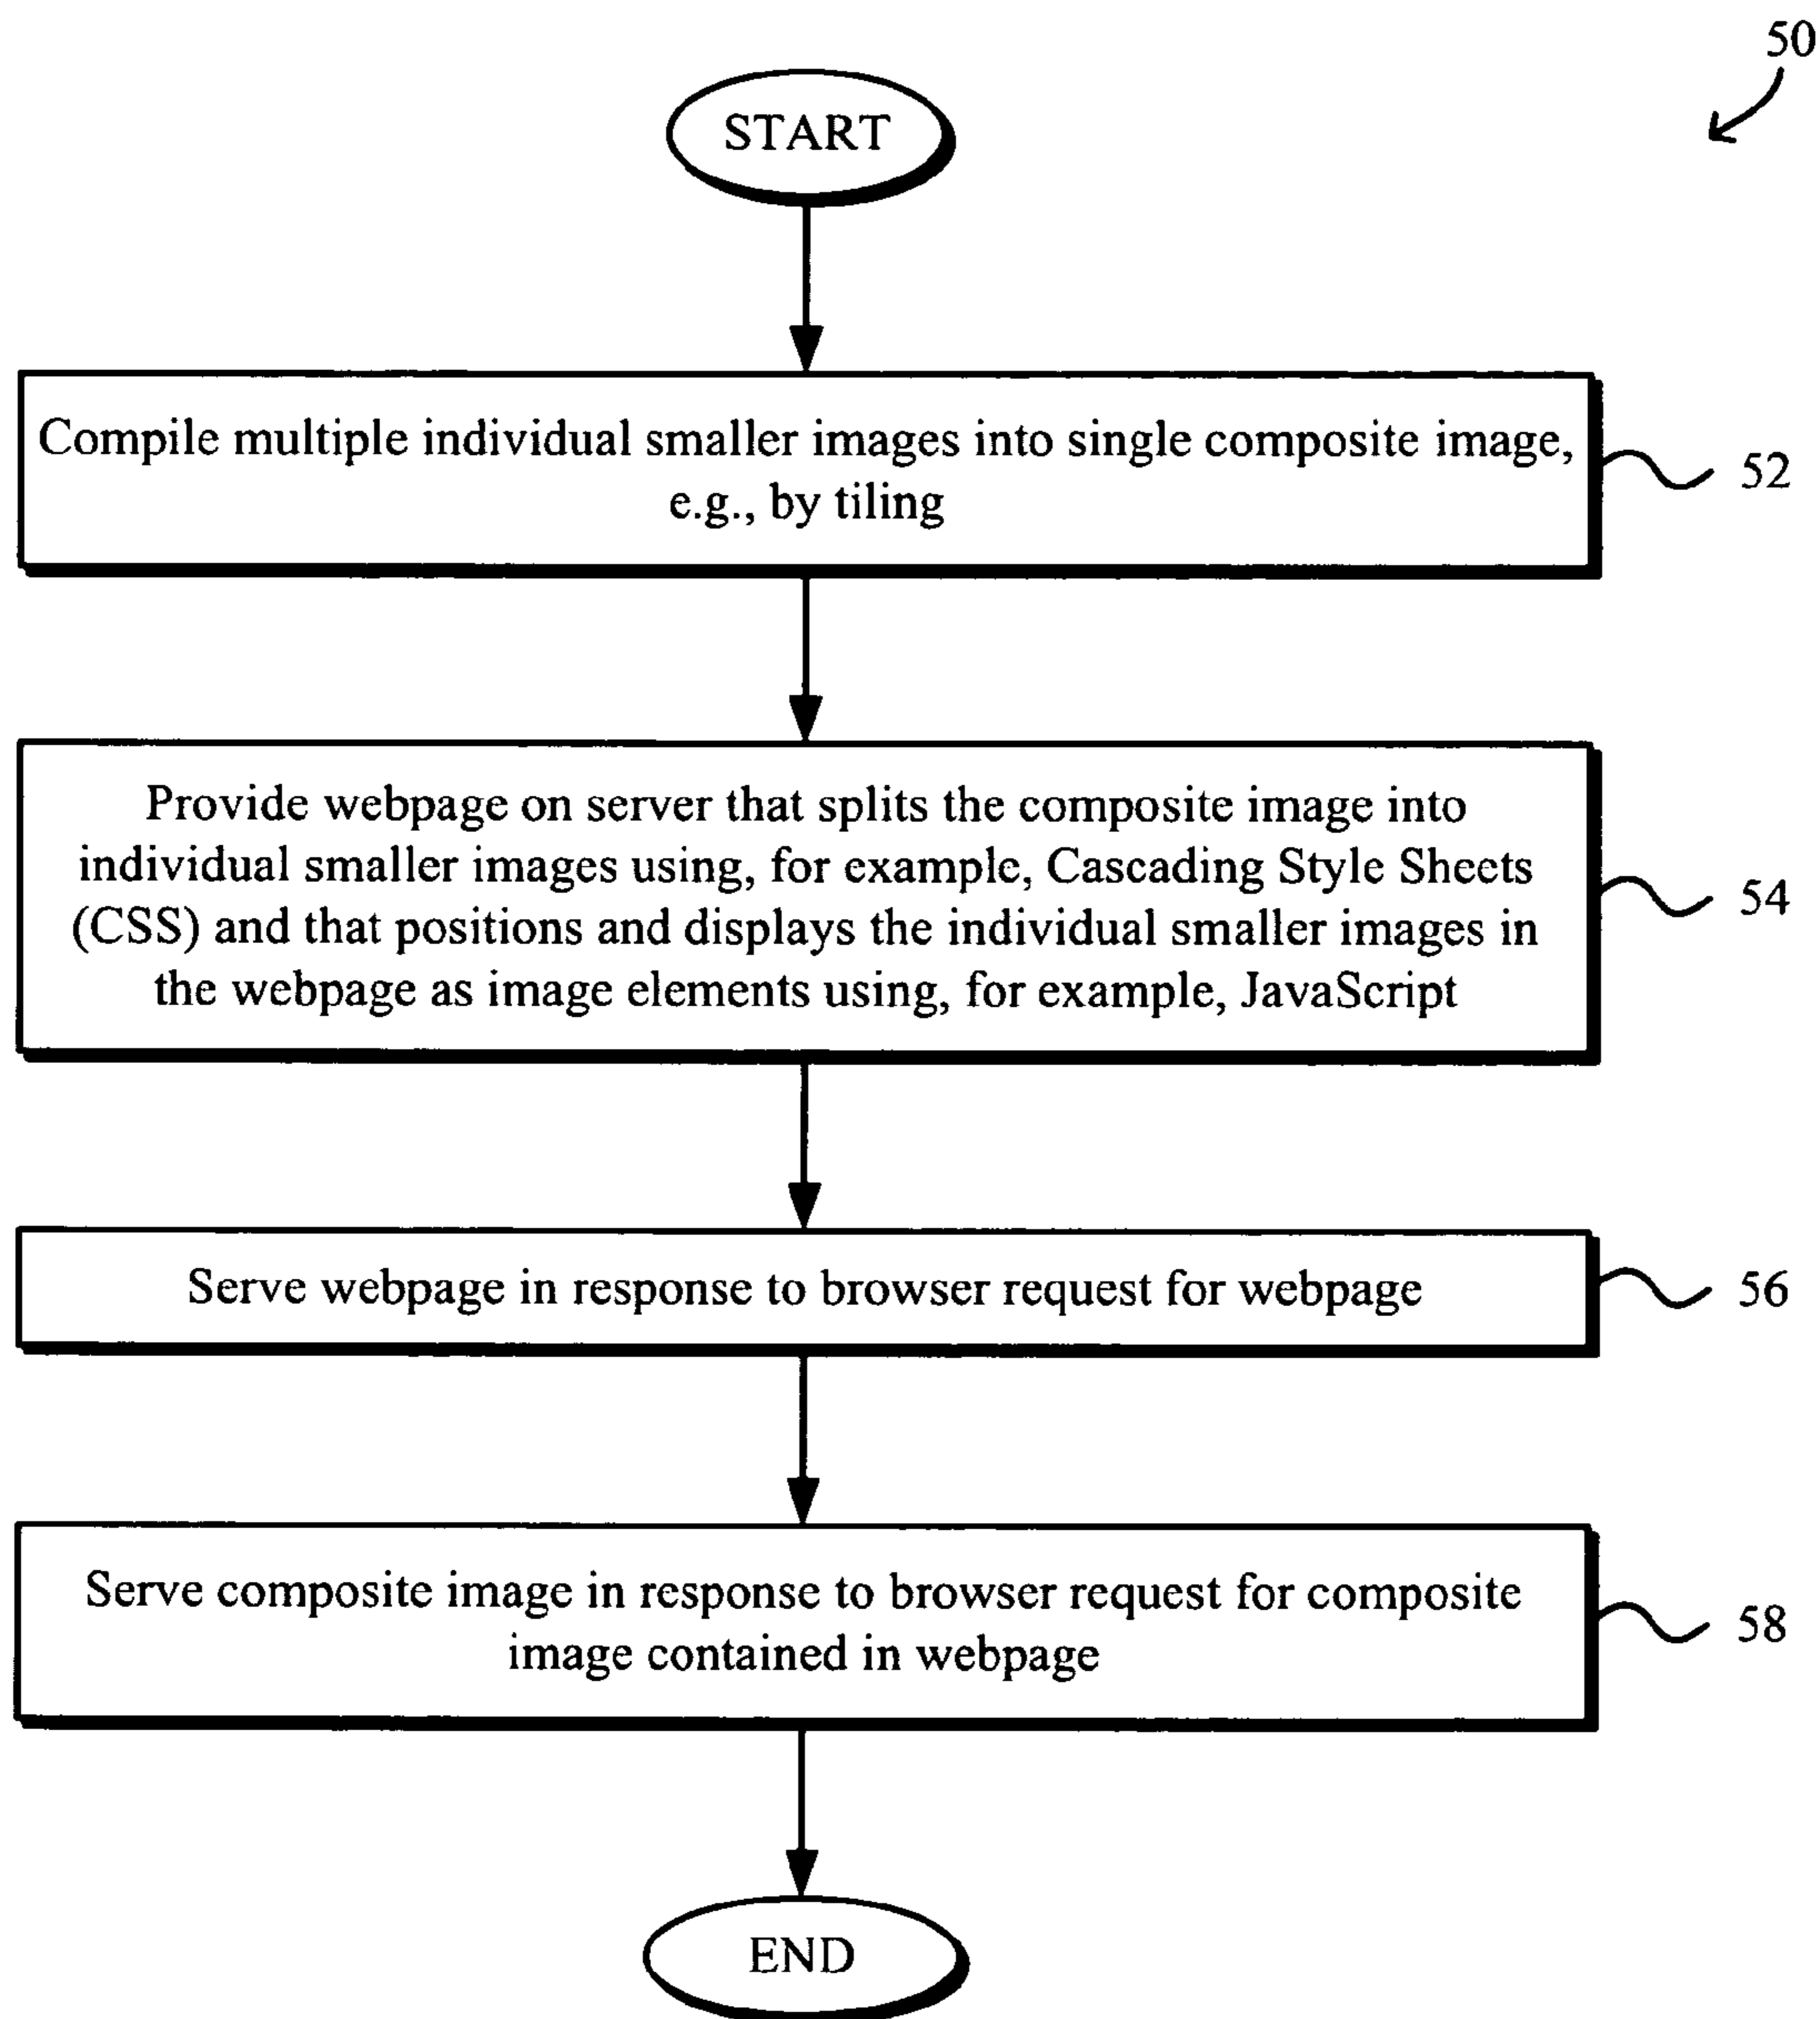 50
START
Compile multiple individual smaller images into single composite image,
e.g., by tiling
52
Provide webpage on server that splits the composite image into
individual smaller images using, for example, Cascading Style Sheets
(CSS) and that positions and displays the individual smaller images in
the webpage as image elements using, for example, JavaScript
54
Serve webpage in response to browser request for webpage
56
Serve composite image in response to browser request for composite
image contained in webpage
58
END